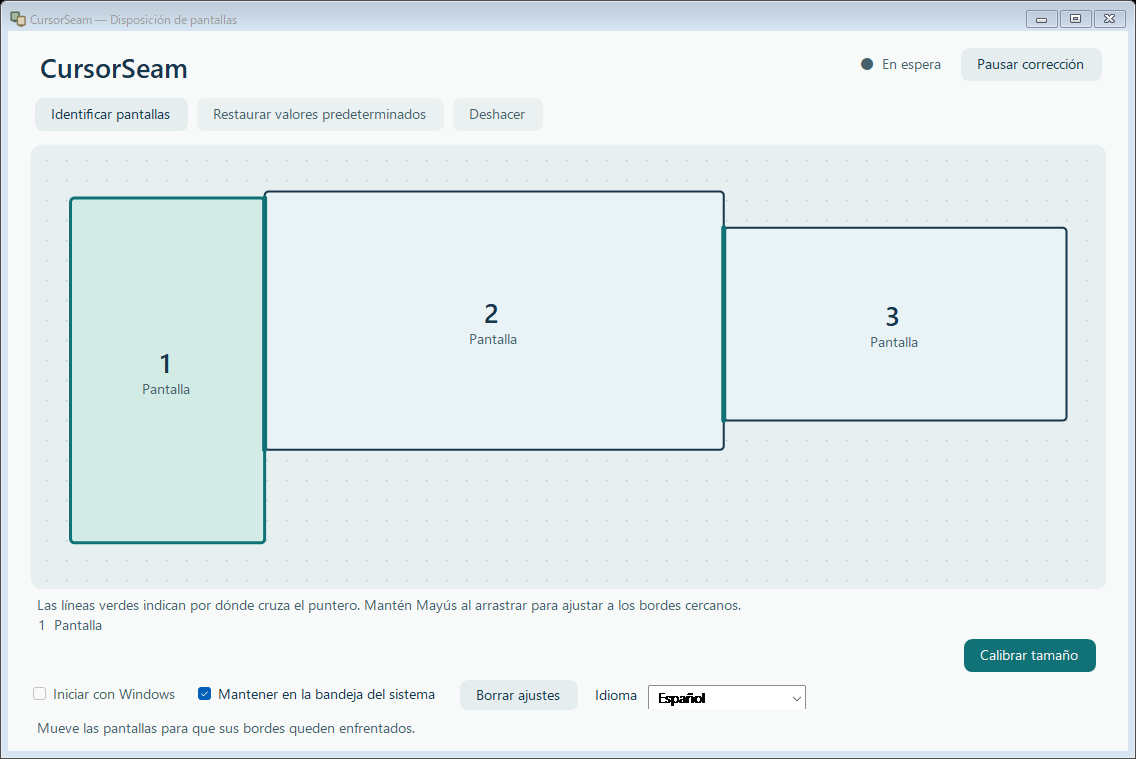 CursorSeam — Disposición de pantallas
CursorSeam
En espera
Pausar corrección
Identificar pantallas
Restaurar valores predeterminados
Deshacer
1
Pantalla
2
Pantalla
3
Pantalla
Las líneas verdes indican por dónde cruza el puntero. Mantén Mayús al arrastrar para ajustar a los bordes cercanos.
1 Pantalla
Calibrar tamaño
Iniciar con Windows
Mantener en la bandeja del sistema
Borrar ajustes
Idioma
Español
Mueve las pantallas para que sus bordes queden enfrentados.